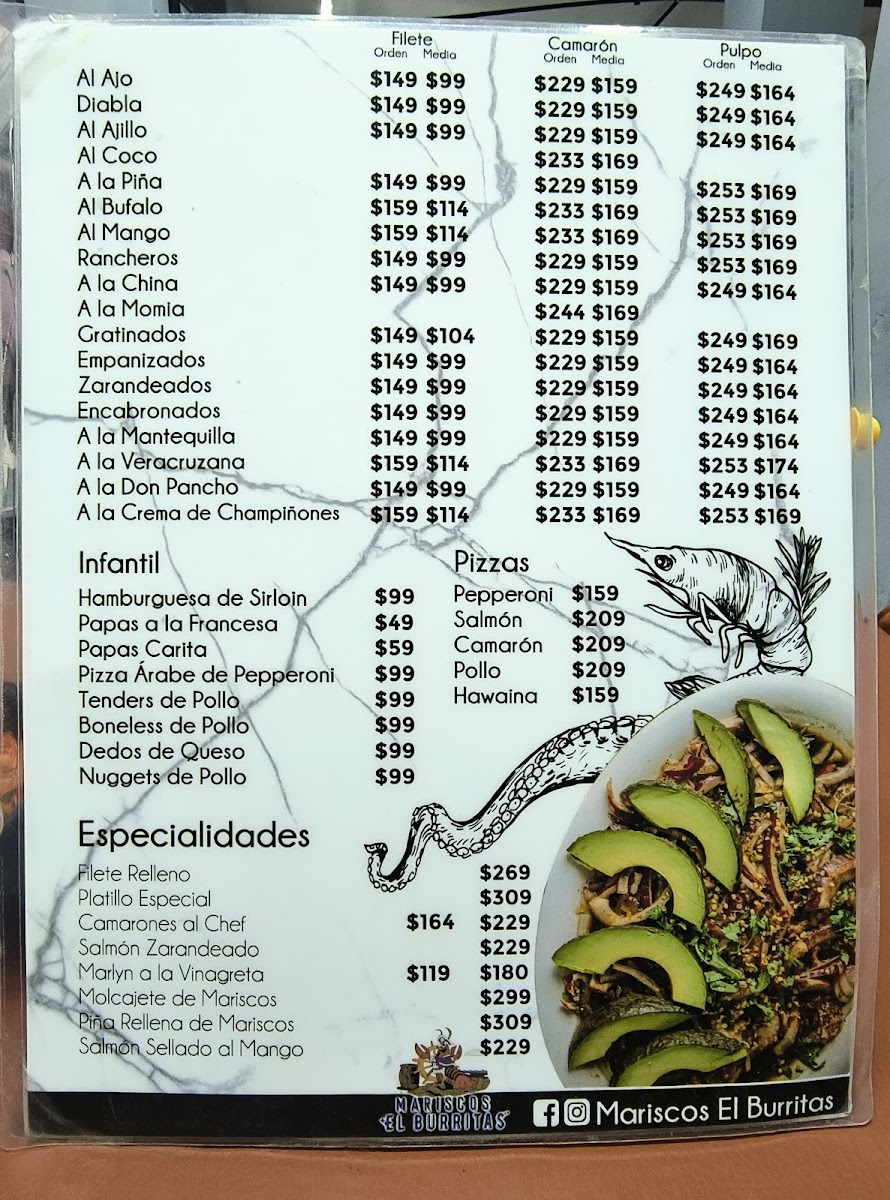 Filete Camarón Pulpo
Orden Media Orden Media Orden Media
Al Ajo $149 $99 $229 $159 $249 $164
Diabla $149 $99 $229 $159 $249 $164
Al Ajillo $149 $99 $229 $159 $249 $164
Al Coco $233 $169
A la Piña $149 $99 $229 $159 $253 $169
Al Bufalo $159 $114 $233 $169 $253 $169
Al Mango $159 $114 $233 $169 $253 $169
Rancheros $149 $99 $229 $159 $253 $169
A la China $149 $99 $229 $159 $249 $164
A la Momia $244 $169
Gratinados $149 $104 $229 $159 $249 $169
Empanizados $149 $99 $229 $159 $249 $164
Zarandeados $149 $99 $229 $159 $249 $164
Encabronados $149 $99 $229 $159 $249 $164
A la Mantequilla $149 $99 $229 $159 $249 $164
A la Veracruzana $159 $114 $233 $169 $253 $174
A la Don Pancho $149 $99 $229 $159 $249 $164
A la Crema de Champiñones $159 $114 $233 $169 $253 $169
Infantil
Hamburguesa de Sirloin $99
Papas a la Francesa $49
Papas Carita $59
Pizza Árabe de Pepperoni $99
Tenders de Pollo $99
Boneless de Pollo $99
Dedos de Queso $99
Nuggets de Pollo $99
Pizzas
Pepperoni $159
Salmón $209
Camarón $209
Pollo $209
Hawaina $159
Especialidades
Filete Relleno $269
Platillo Especial $309
Camarones al Chef $164 $229
Salmón Zarandeado $229
Marlyn a la Vinagreta $119 $180
Molcajete de Mariscos $299
Piña Rellena de Mariscos $309
Salmón Sellado al Mango $229
MARISCOS
"EL BURRITAS"
Mariscos El Burritas